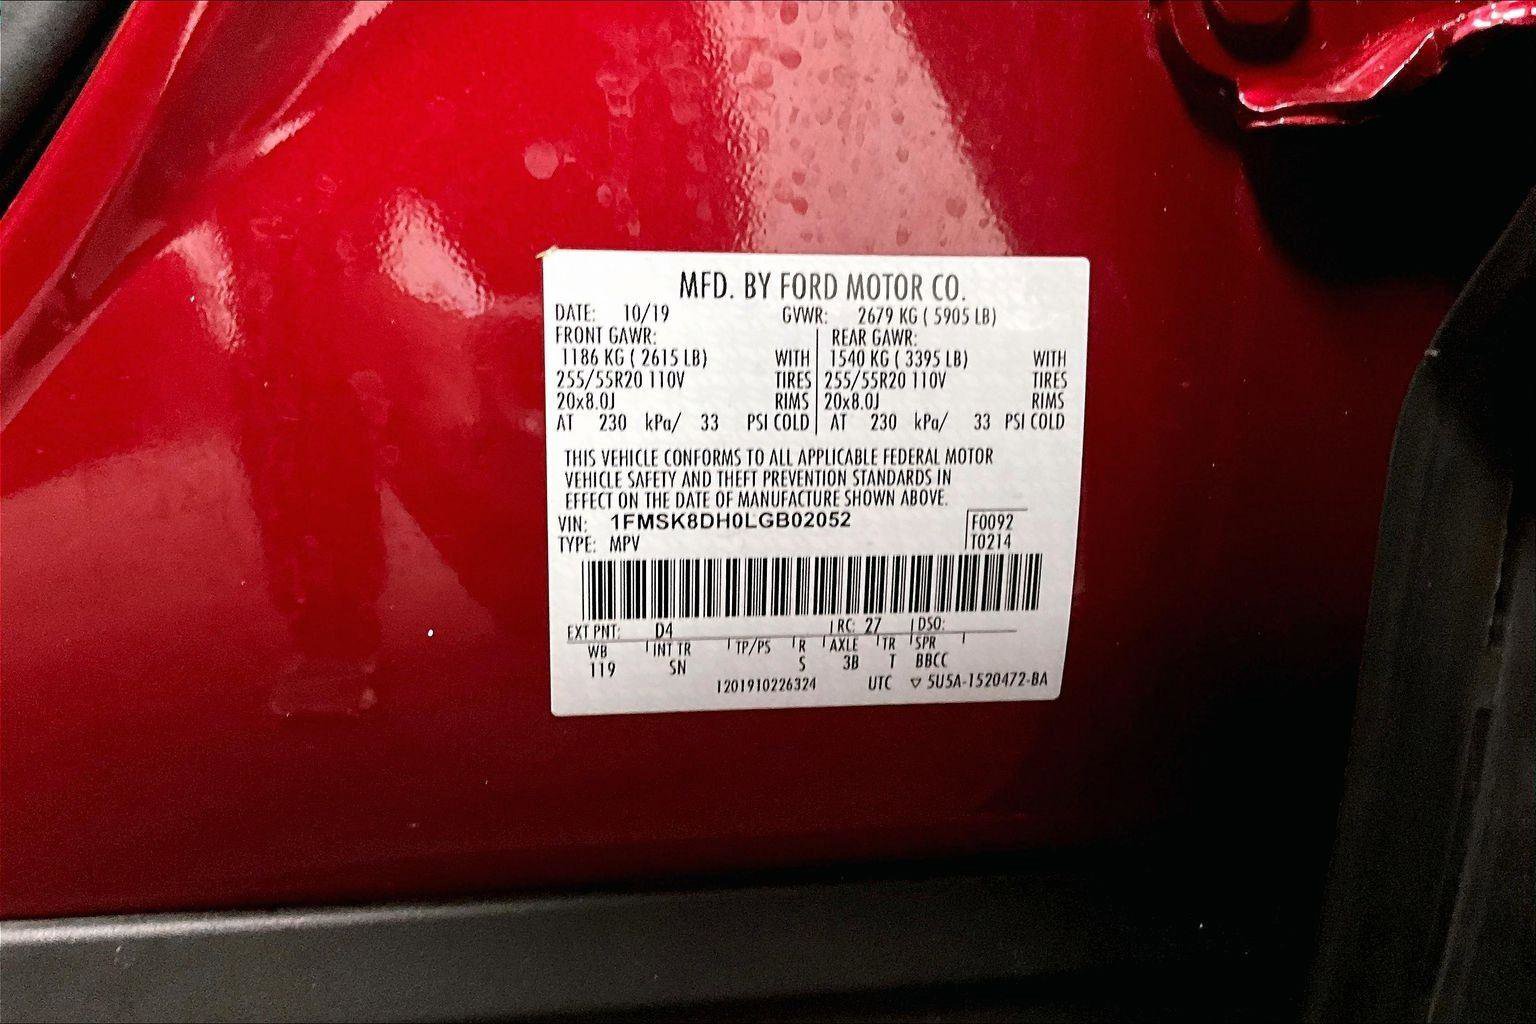 MFD. BY FORD MOTOR CO.
DATE: 10/19 GVWR: 2679 KG ( 5905 LB)
FRONT GAWR: REAR GAWR:
1186 KG ( 2615 LB) WITH 1540 KG ( 3395 LB) WITH
255/55R20 110V TIRES 255/55R20 110V TIRES
20x8.0J RIMS 20x8.0J RIMS
AT 230 kPa/ 33 PSI COLD AT 230 kPa/ 33 PSI COLD
THIS VEHICLE CONFORMS TO ALL APPLICABLE FEDERAL MOTOR
VEHICLE SAFETY AND THEFT PREVENTION STANDARDS IN
EFFECT ON THE DATE OF MANUFACTURE SHOWN ABOVE.
VIN: 1FMSK8DH0LGB02052 F0092
TYPE: MPV T0214
EXT PNT: D4 RC: 27 DSO:
WB INT TR TP/PS R AXLE TR SPR
119 SN S 3B T BBCC
1201910226324 UTC ▽ 5U5A-1520472-BA